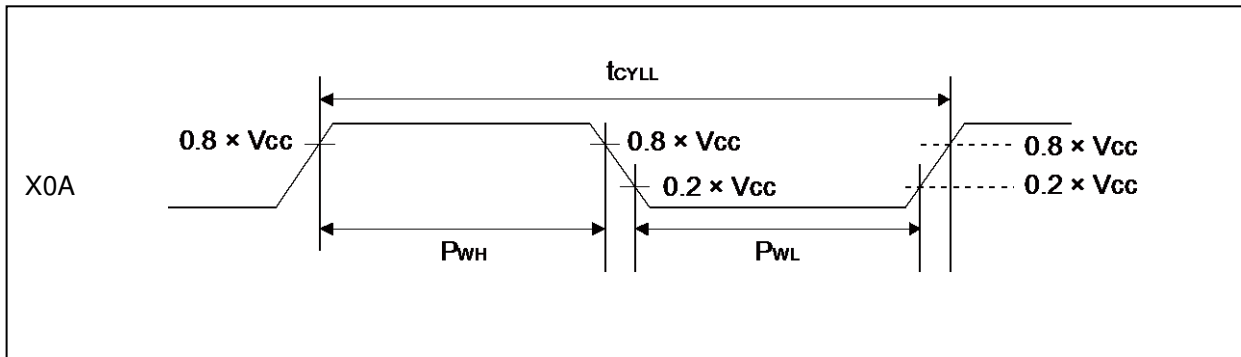 tCYLL
0.8 × Vcc
0.8 × Vcc
0.8 × Vcc
X0A
0.2 × Vcc
0.2 × Vcc
PWH
PWL